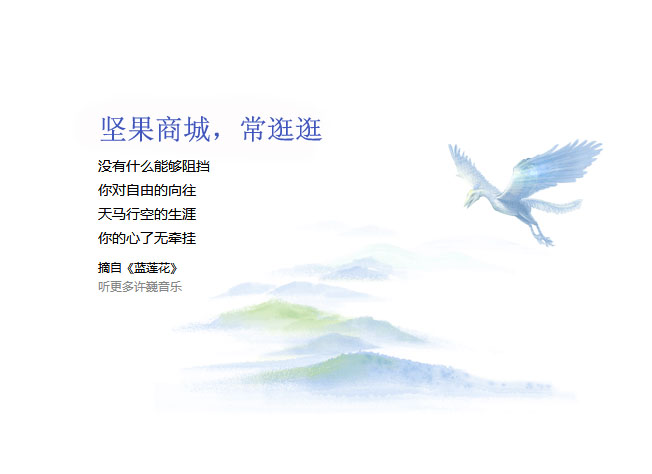 坚果商城，常逛逛
没有什么能够阻挡
你对自由的向往
天马行空的生涯
你的心了无牵挂
摘自《蓝莲花》
听更多许巍音乐